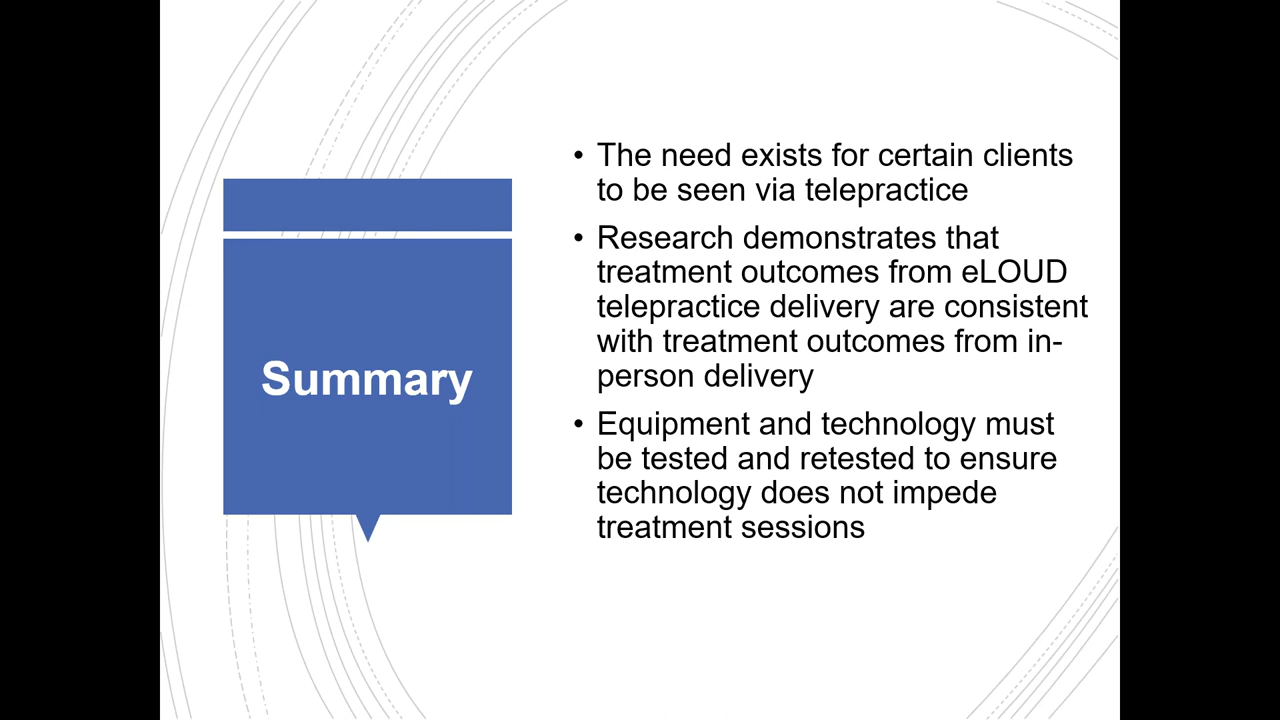 Summary
• The need exists for certain clients
to be seen via telepractice
• Research demonstrates that
treatment outcomes from eLOUD
telepractice delivery are consistent
with treatment outcomes from in-
person delivery
• Equipment and technology must
be tested and retested to ensure
technology does not impede
treatment sessions